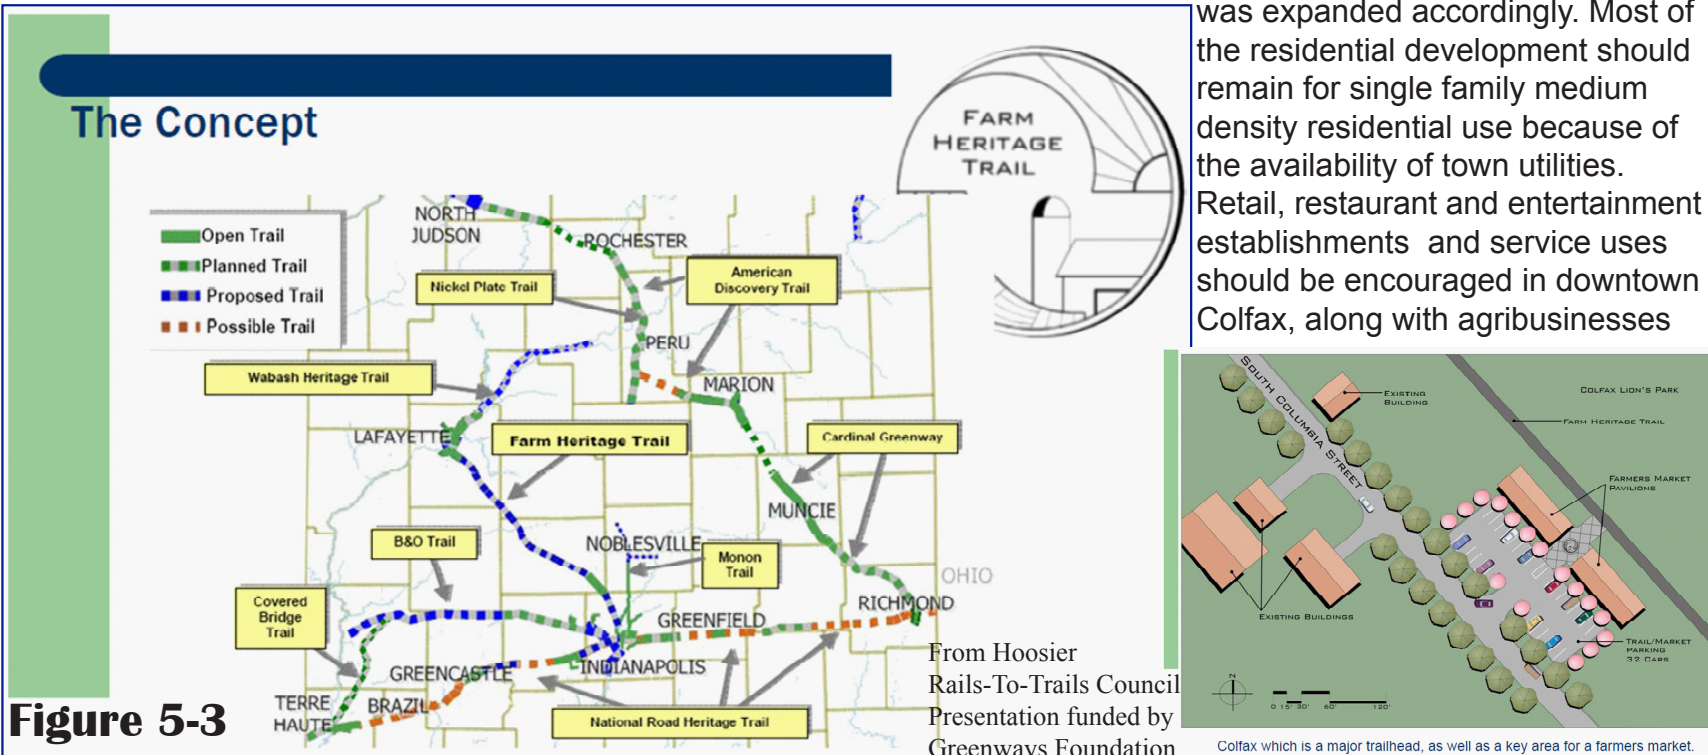 The Concept
FARM
HERITAGE
TRAIL
Open Trail
Planned Trail
Proposed Trail
Possible Trail
NORTH
JUDSON
ROCHESTER
American
Discovery Trail
Nickel Plate Trail
PERU
Wabash Heritage Trail
MARION
LAFAYETTE
Farm Heritage Trail
Cardinal Greenway
MUNCIE
B&O Trail
NOBLESVILLE
Monon
Trail
OHIO
Covered
Bridge
Trail
RICHMOND
GREENFIELD
GREENCASTLE
INDIANAPOLIS
TERRE
HAUTE
BRAZIL
National Road Heritage Trail
Figure 5-3
From Hoosier
Rails-To-Trails Council
Presentation funded by
Greenways Foundation
was expanded accordingly. Most of
the residential development should
remain for single family medium
density residential use because of
the availability of town utilities.
Retail, restaurant and entertainment
establishments and service uses
should be encouraged in downtown
Colfax, along with agribusinesses
SOUTH COLUMBIA STREET
EXISTING
BUILDING
COLFAX LION'S PARK
FARM HERITAGE TRAIL
FARMERS MARKET
PAVILIONS
EXISTING BUILDINGS
TRAIL/MARKET
PARKING
32 CARS
N
0 15' 30' 60' 120'
Colfax which is a major trailhead, as well as a key area for a farmers market.